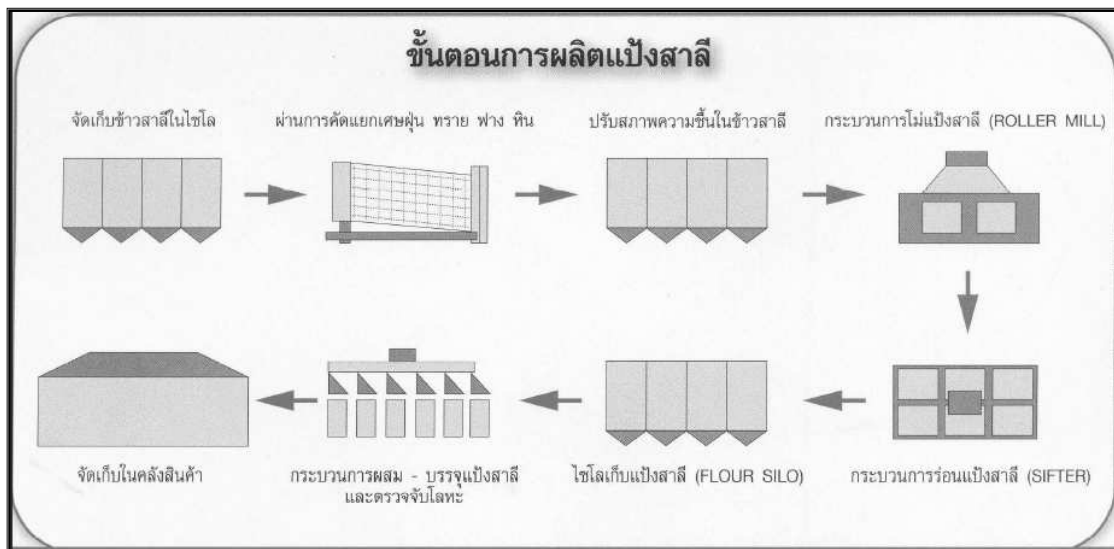 ขั้นตอนการผลิตแป้งสาลี
จัดเก็บข้าวสาลีในไซโล
ผ่านการคัดแยกเศษฝุ่น ทราย ฟาง หิน
ปรับสภาพความชื้นในข้าวสาลี
กระบวนการโม่แป้งสาลี (ROLLER MILL)
กระบวนการร่อนแป้งสาลี (SIFTER)
ไซโลเก็บแป้งสาลี (FLOUR SILO)
กระบวนการผสม - บรรจุแป้งสาลี
และตรวจจับโลหะ
จัดเก็บในคลังสินค้า